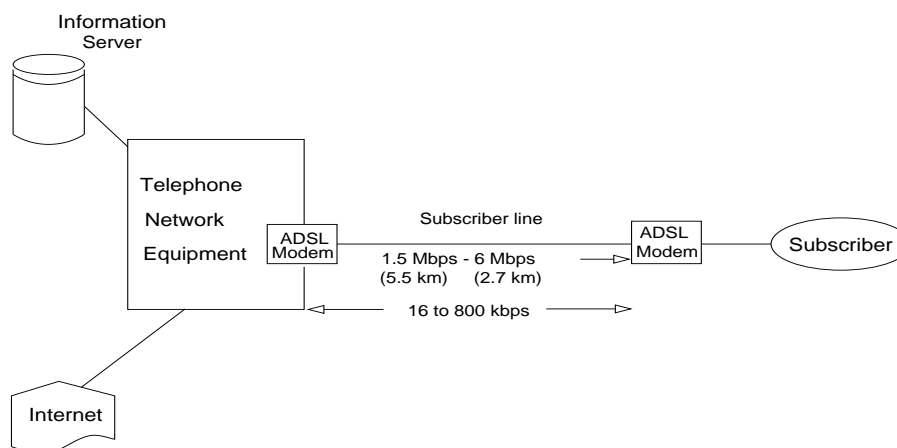 Information
Server
Telephone
Network
Equipment
ADSL
Modem
Subscriber line
1.5 Mbps - 6 Mbps
(5.5 km) (2.7 km)
16 to 800 kbps
ADSL
Modem
Subscriber
Internet